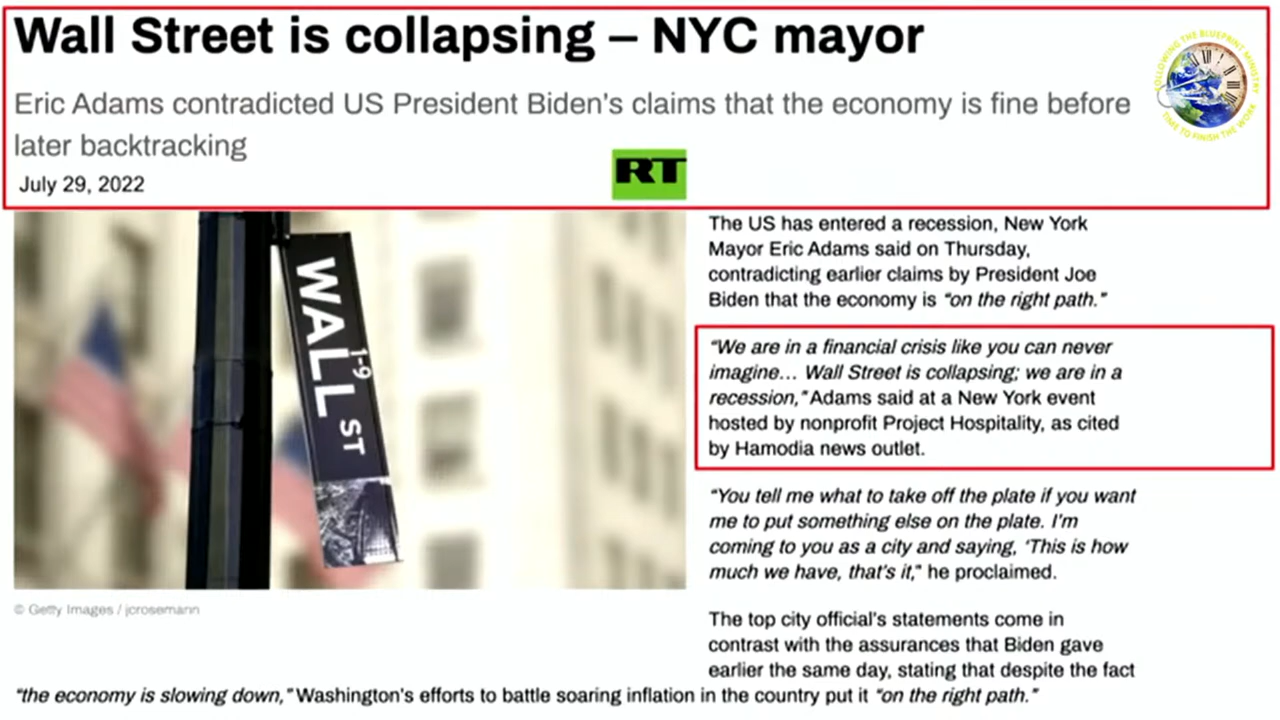 Wall Street is collapsing – NYC mayor
Eric Adams contradicted US President Biden's claims that the economy is fine before
later backtracking
July 29, 2022
RT
FOLLOWING THE BLUEPRINT MINISTRY
TIME TO FINISH THE WORK
WALL ST
1-9
© Getty Images / jcrosemann
The US has entered a recession, New York
Mayor Eric Adams said on Thursday,
contradicting earlier claims by President Joe
Biden that the economy is "on the right path."
"We are in a financial crisis like you can never
imagine… Wall Street is collapsing; we are in a
recession," Adams said at a New York event
hosted by nonprofit Project Hospitality, as cited
by Hamodia news outlet.
"You tell me what to take off the plate if you want
me to put something else on the plate. I'm
coming to you as a city and saying, 'This is how
much we have, that's it," he proclaimed.
The top city official's statements come in
contrast with the assurances that Biden gave
earlier the same day, stating that despite the fact
"the economy is slowing down," Washington's efforts to battle soaring inflation in the country put it "on the right path."